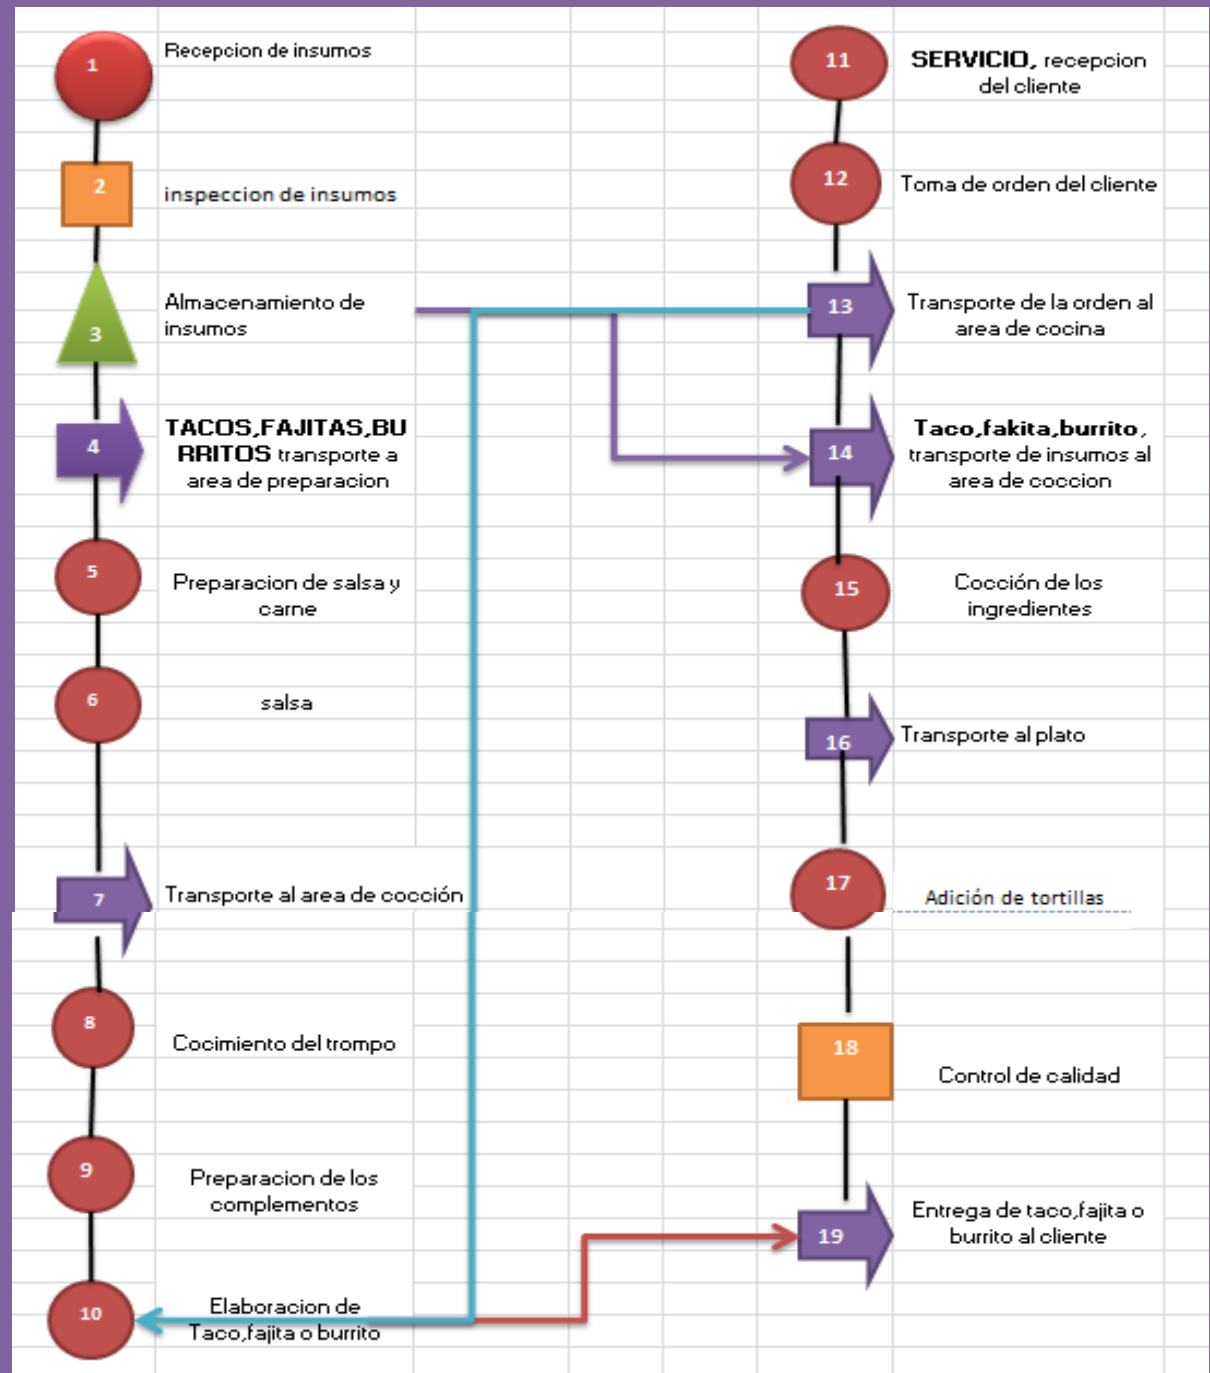 1
Recepcion de insumos
2
inspeccion de insumos
3
Almacenamiento de
insumos
4
TACOS,FAJITAS,BU
RRITOS transporte a
area de preparacion
5
Preparacion de salsa y
carne
6
salsa
7
Transporte al area de cocción
8
Cocimiento del trompo
9
Preparacion de los
complementos
10
Elaboracion de
Taco,fajita o burrito
11
SERVICIO, recepcion
del cliente
12
Toma de orden del cliente
13
Transporte de la orden al
area de cocina
14
Taco,fakita,burrito,
transporte de insumos al
area de coccion
15
Cocción de los
ingredientes
16
Transporte al plato
17
Adición de tortillas
18
Control de calidad
19
Entrega de taco,fajita o
burrito al cliente